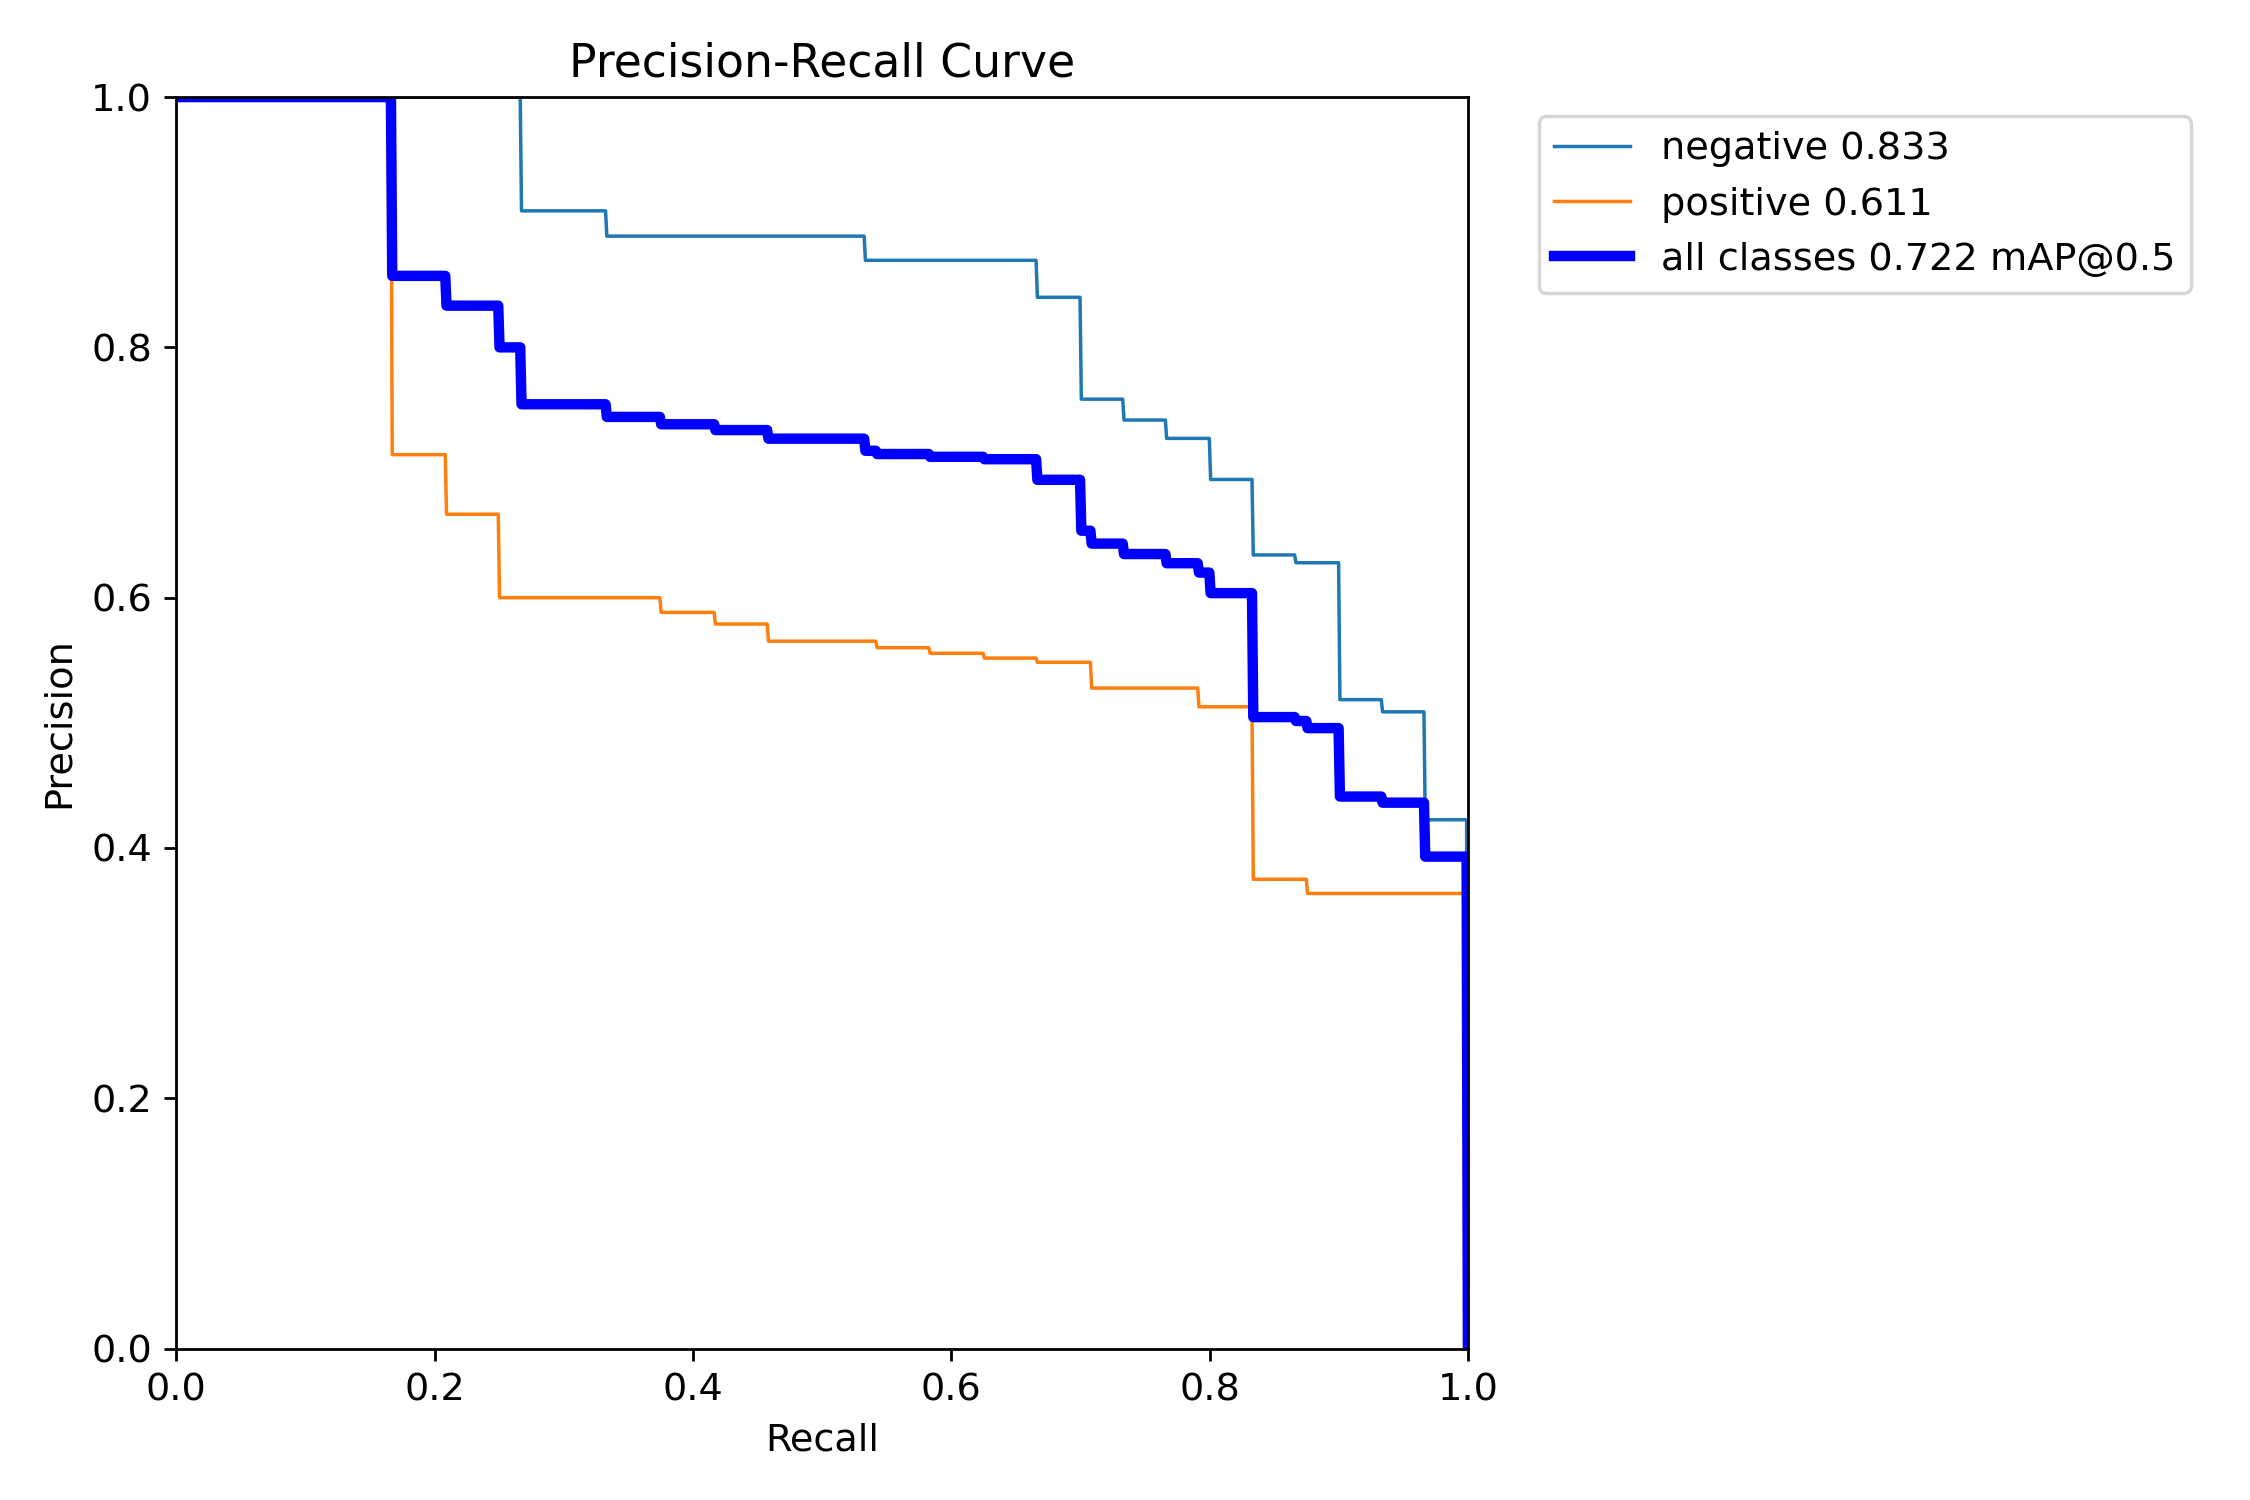 Precision-Recall Curve
negative 0.833
positive 0.611
all classes 0.722 mAP@0.5
Precision
1.0
0.8
0.6
0.4
0.2
0.0
0.0 0.2 0.4 0.6 0.8 1.0
Recall